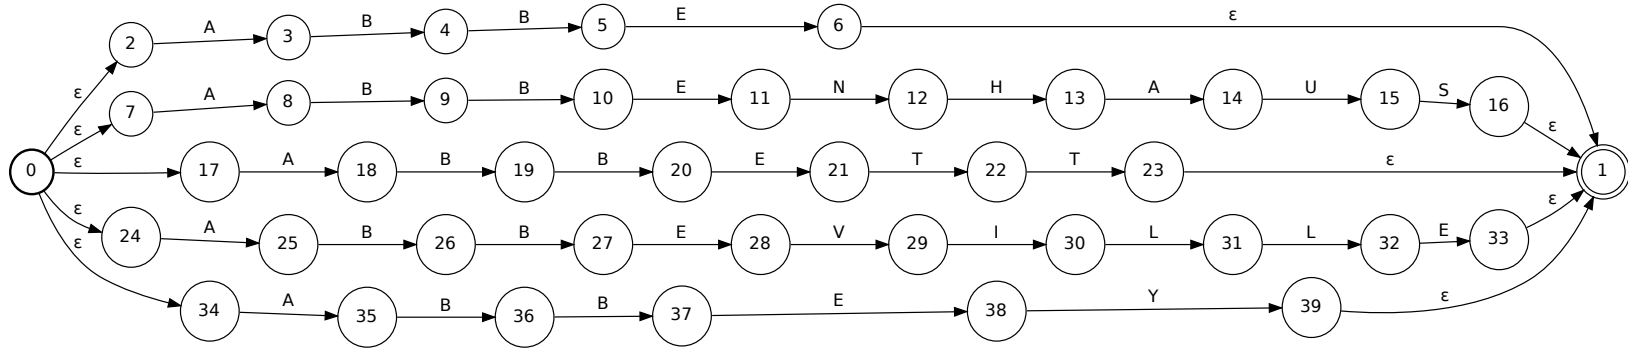 ε 2 A 3 B 4 B 5 E 6 ε
ε 7 A 8 B 9 B 10 E 11 N 12 H 13 A 14 U 15 S 16 ε
0 ε 17 A 18 B 19 B 20 E 21 T 22 T 23 ε 1
ε 24 A 25 B 26 B 27 E 28 V 29 I 30 L 31 L 32 E 33 ε
ε 34 A 35 B 36 B 37 E 38 Y 39 ε